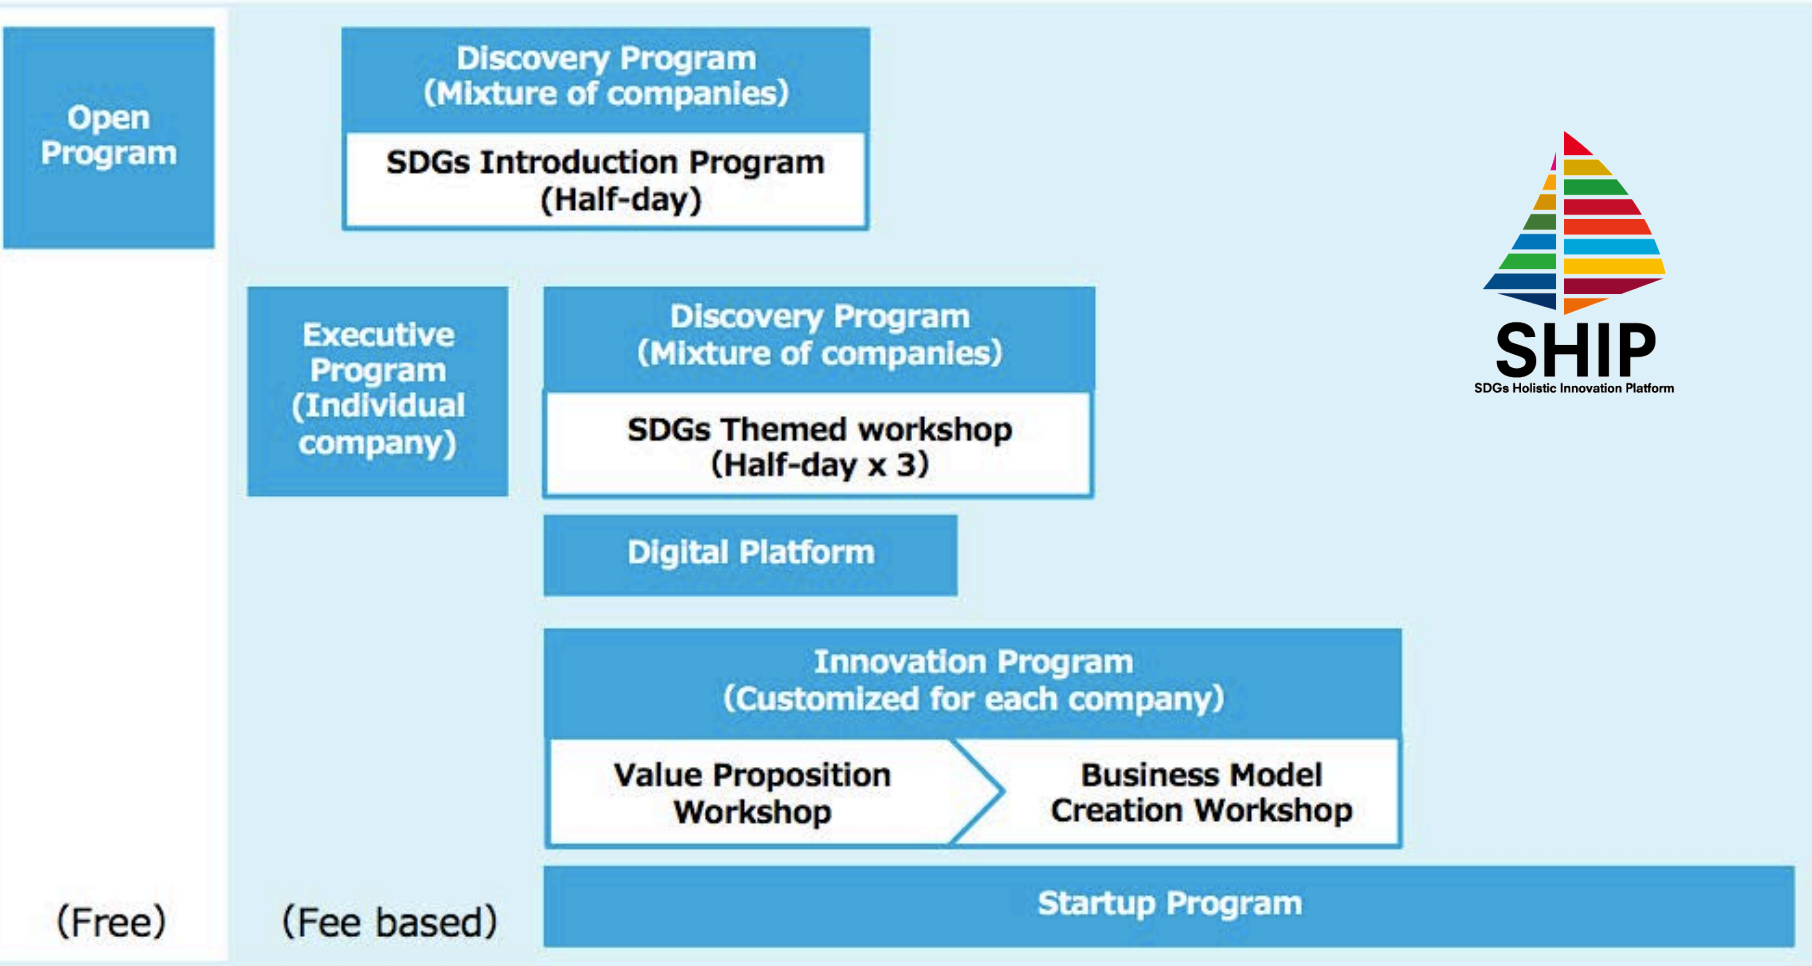 Open
Program
Discovery Program
(Mixture of companies)
SDGs Introduction Program
(Half-day)
Executive
Program
(Individual
company)
Discovery Program
(Mixture of companies)
SDGs Themed workshop
(Half-day x 3)
Digital Platform
Innovation Program
(Customized for each company)
Value Proposition
Workshop
Business Model
Creation Workshop
Startup Program
(Free)
(Fee based)
SHIP
SDGs Holistic Innovation Platform